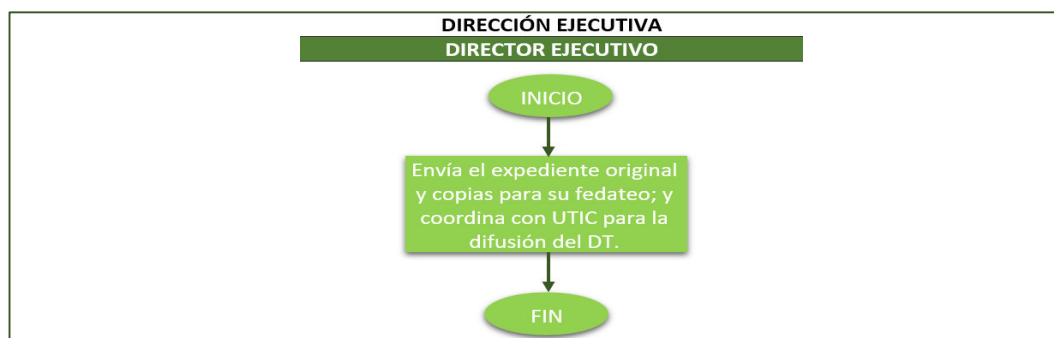 DIRECCIÓN EJECUTIVA
DIRECTOR EJECUTIVO
INICIO
Envía el expediente original
y copias para su fedateo; y
coordina con UTIC para la
difusión del DT.
FIN